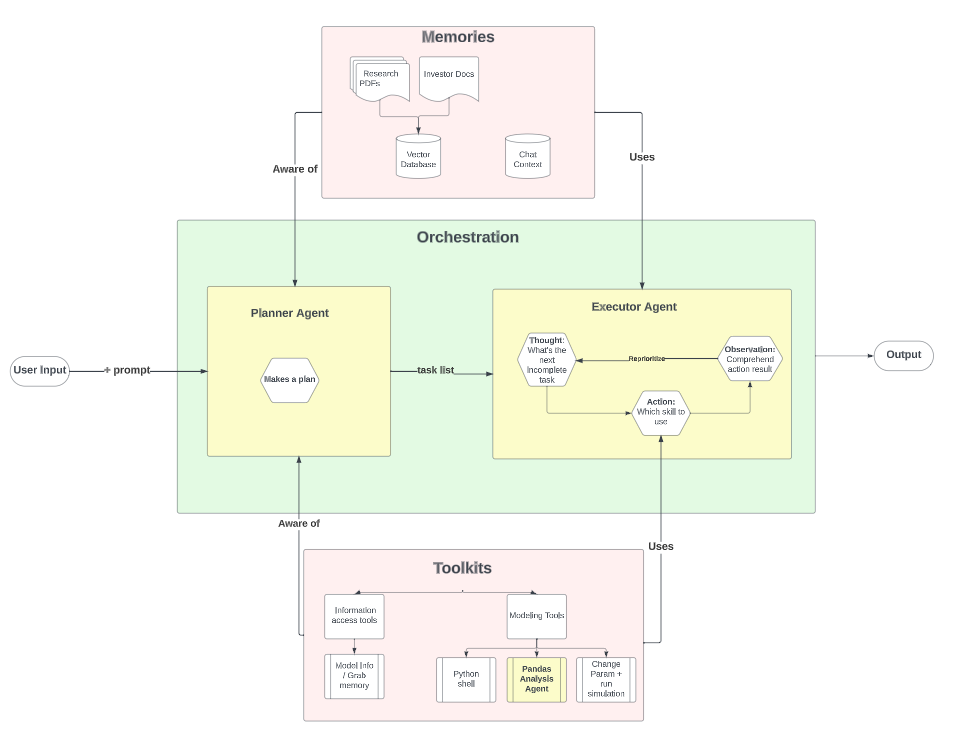 Memories
Research
PDFs
Investor Docs
Vector
Database
Chat
Context
Aware of
Uses
Orchestration
Planner Agent
Makes a plan
Executor Agent
Thought:
What's the
next
incomplete
task
Reprioritize
Observation:
Comprehend
action result
Action:
Which skill to
use
User Input
+ prompt
task list
Output
Aware of
Uses
Toolkits
Information
access tools
Modeling Tools
Model Info
/ Grab
memory
Python
shell
Pandas
Analysis
Agent
Change
Param +
run
simulation